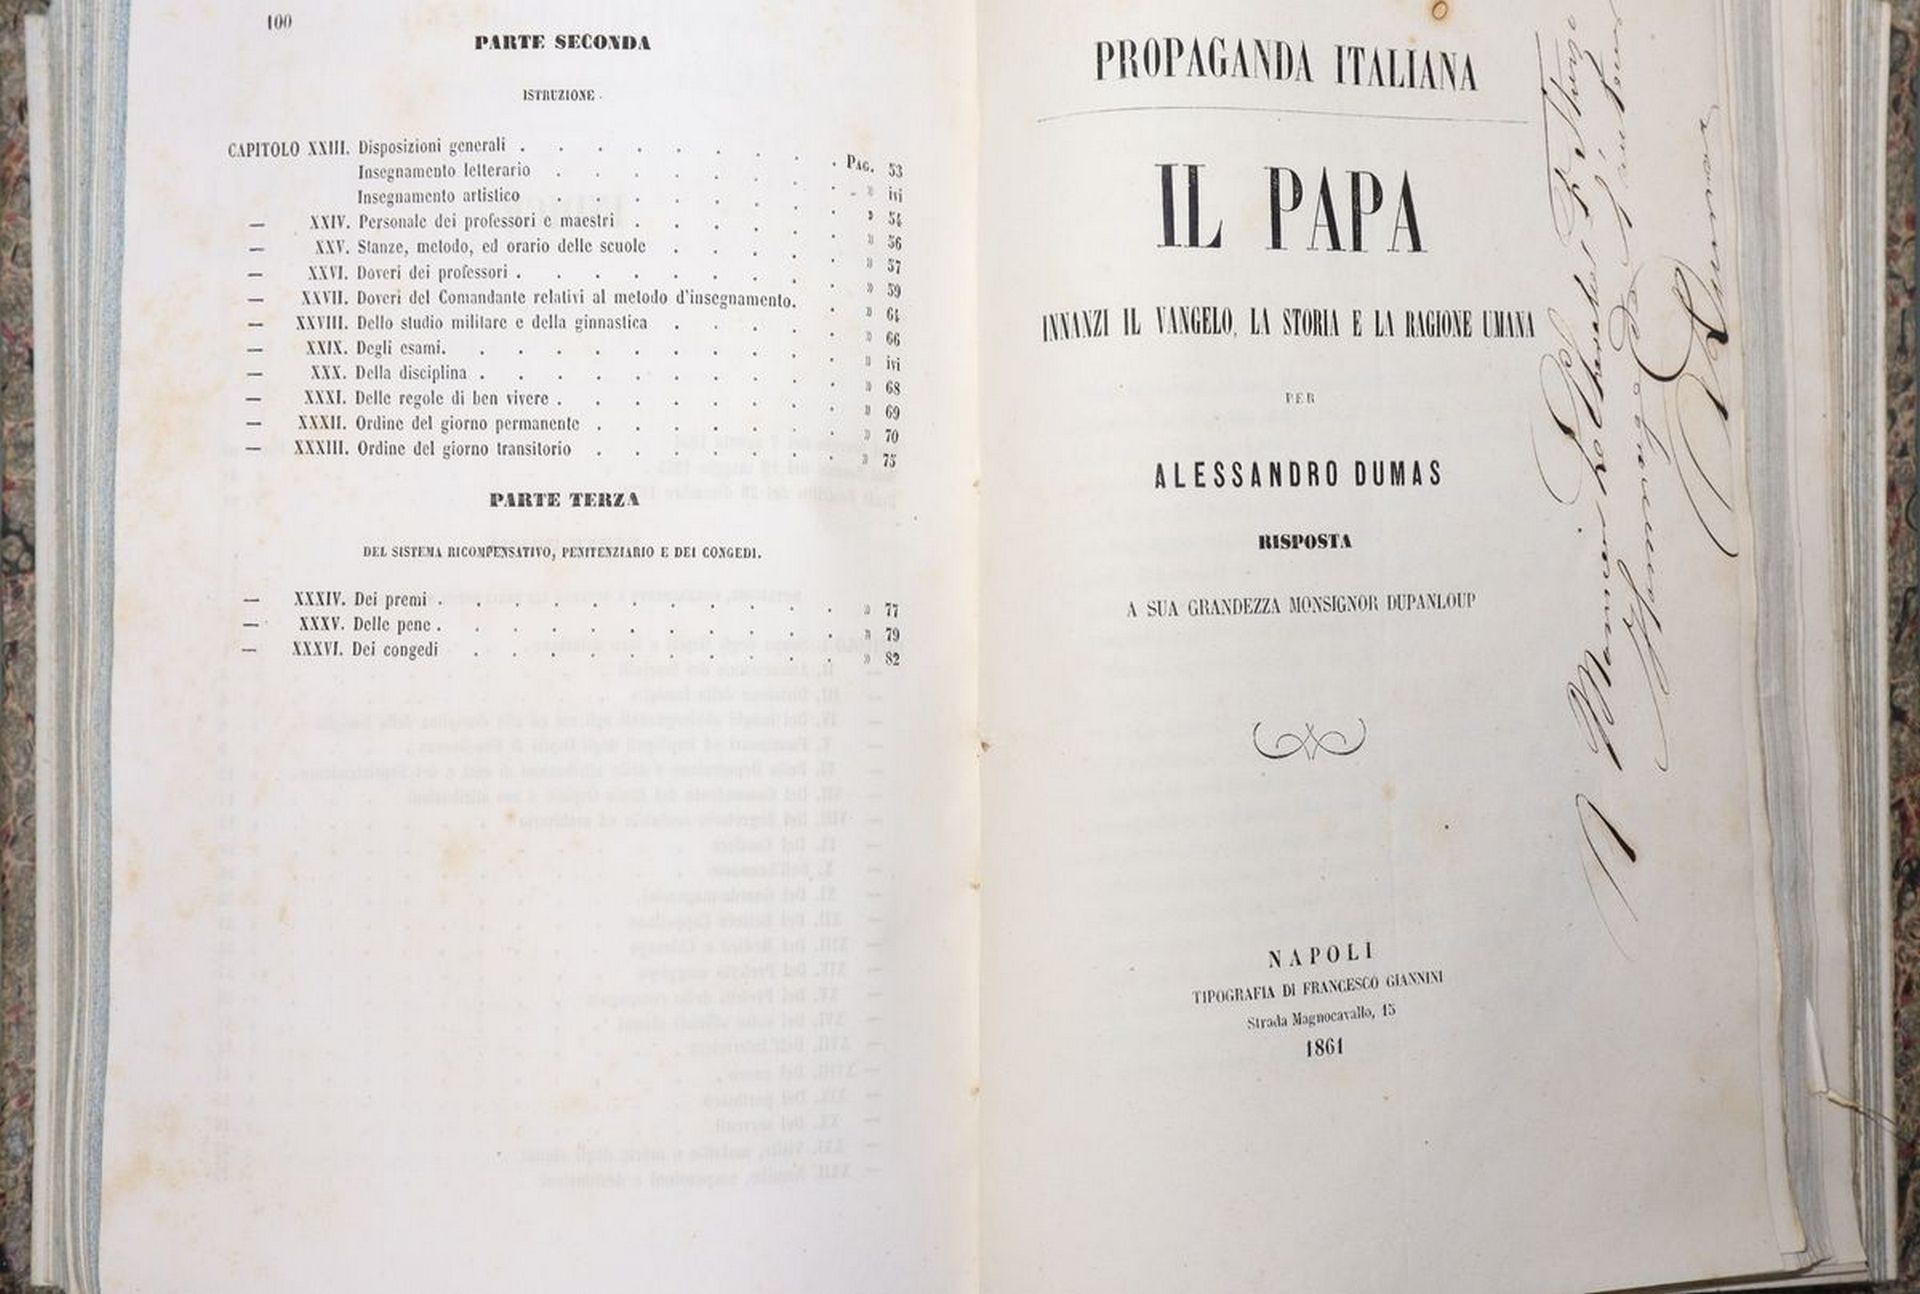 100
PARTE SECONDA
ISTRUZIONE.
CAPITOLO XXIII. Disposizioni generali . . . . . . . . . Pag. 53
Insegnamento letterario . . . . . . . . » ivi
Insegnamento artistico . . . . . . . . » 54
— XXIV. Personale dei professori e maestri . . . . . . » 56
— XXV. Stanze, metodo, ed orario delle scuole . . . . . » 57
— XXVI. Doveri dei professori . . . . . . . . . » 59
— XXVII. Doveri del Comandante relativi al metodo d'insegnamento. . » 64
— XXVIII. Dello studio militare e della ginnastica . . . . . » 66
— XXIX. Degli esami. . . . . . . . . . . » ivi
— XXX. Della disciplina . . . . . . . . . . » 68
— XXXI. Delle regole di ben vivere . . . . . . . . » 69
— XXXII. Ordine del giorno permanente . . . . . . . » 70
— XXXIII. Ordine del giorno transitorio . . . . . . . » 75
PARTE TERZA
DEL SISTEMA RICOMPENSATIVO, PENITENZIARIO E DEI CONGEDI.
— XXXIV. Dei premi . . . . . . . . . . . » 77
— XXXV. Delle pene . . . . . . . . . . . » 79
— XXXVI. Dei congedi . . . . . . . . . . » 82
PROPAGANDA ITALIANA
IL PAPA
INNANZI IL VANGELO, LA STORIA E LA RAGIONE UMANA
PER
ALESSANDRO DUMAS
RISPOSTA
A SUA GRANDEZZA MONSIGNOR DUPANLOUP
NAPOLI
TIPOGRAFIA DI FRANCESCO GIANNINI
Strada Magnocavallo, 15
1861
hommage de l'auteur
Dumas